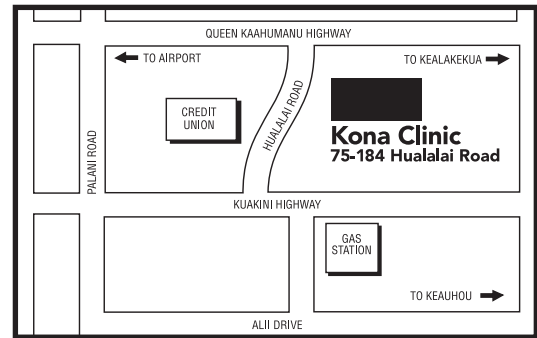 QUEEN KAAHUMANU HIGHWAY
TO AIRPORT
TO KEALAKEKUA
CREDIT
UNION
HUALALAI ROAD
Kona Clinic
75-184 Hualalai Road
PALANI ROAD
KUAKINI HIGHWAY
GAS
STATION
TO KEAUHOU
ALII DRIVE